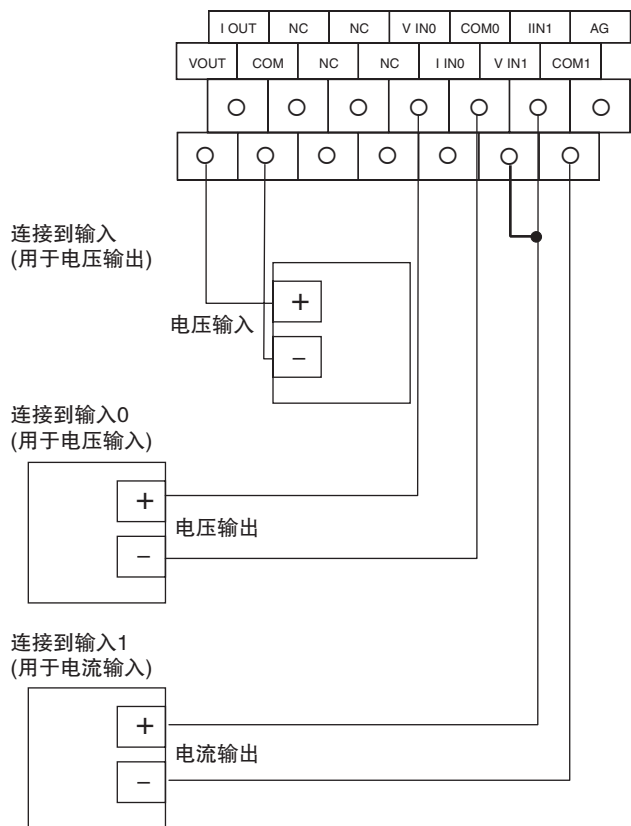 I OUT NC NC V IN0 COM0 IIN1 AG
VOUT COM NC NC I IN0 V IN1 COM1
连接到输入
(用于电压输出)
+
电压输入
−
连接到输入0
(用于电压输入)
+
电压输出
−
连接到输入1
(用于电流输入)
+
电流输出
−